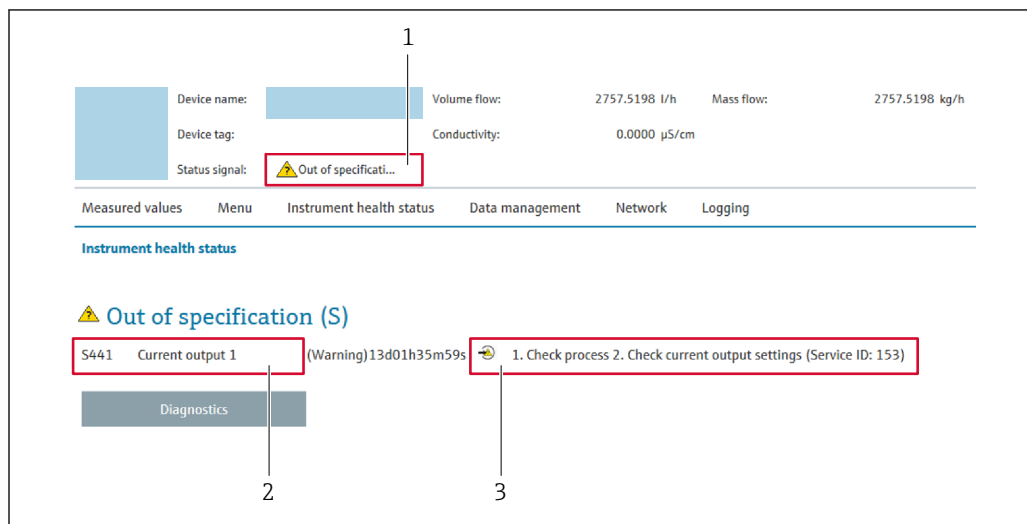 1
Device name: Volume flow: 2757.5198 l/h Mass flow: 2757.5198 kg/h
Device tag: Conductivity: 0.0000 µS/cm
Status signal: Out of specificati...
Measured values Menu Instrument health status Data management Network Logging
Instrument health status
Out of specification (S)
S441 Current output 1 (Warning)13d01h35m59s 1. Check process 2. Check current output settings (Service ID: 153)
Diagnostics
2 3